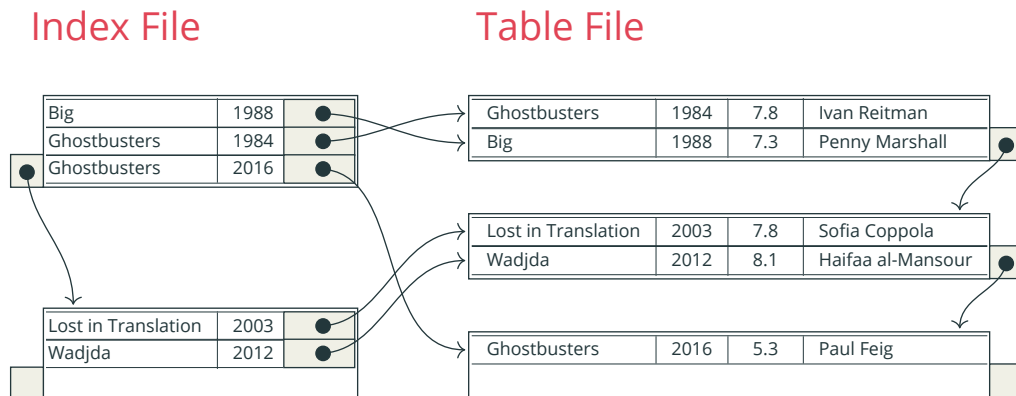 Index File
Big 1988
Ghostbusters 1984
Ghostbusters 2016
Lost in Translation 2003
Wadjda 2012
Table File
Ghostbusters 1984 7.8 Ivan Reitman
Big 1988 7.3 Penny Marshall
Lost in Translation 2003 7.8 Sofia Coppola
Wadjda 2012 8.1 Haifaa al-Mansour
Ghostbusters 2016 5.3 Paul Feig